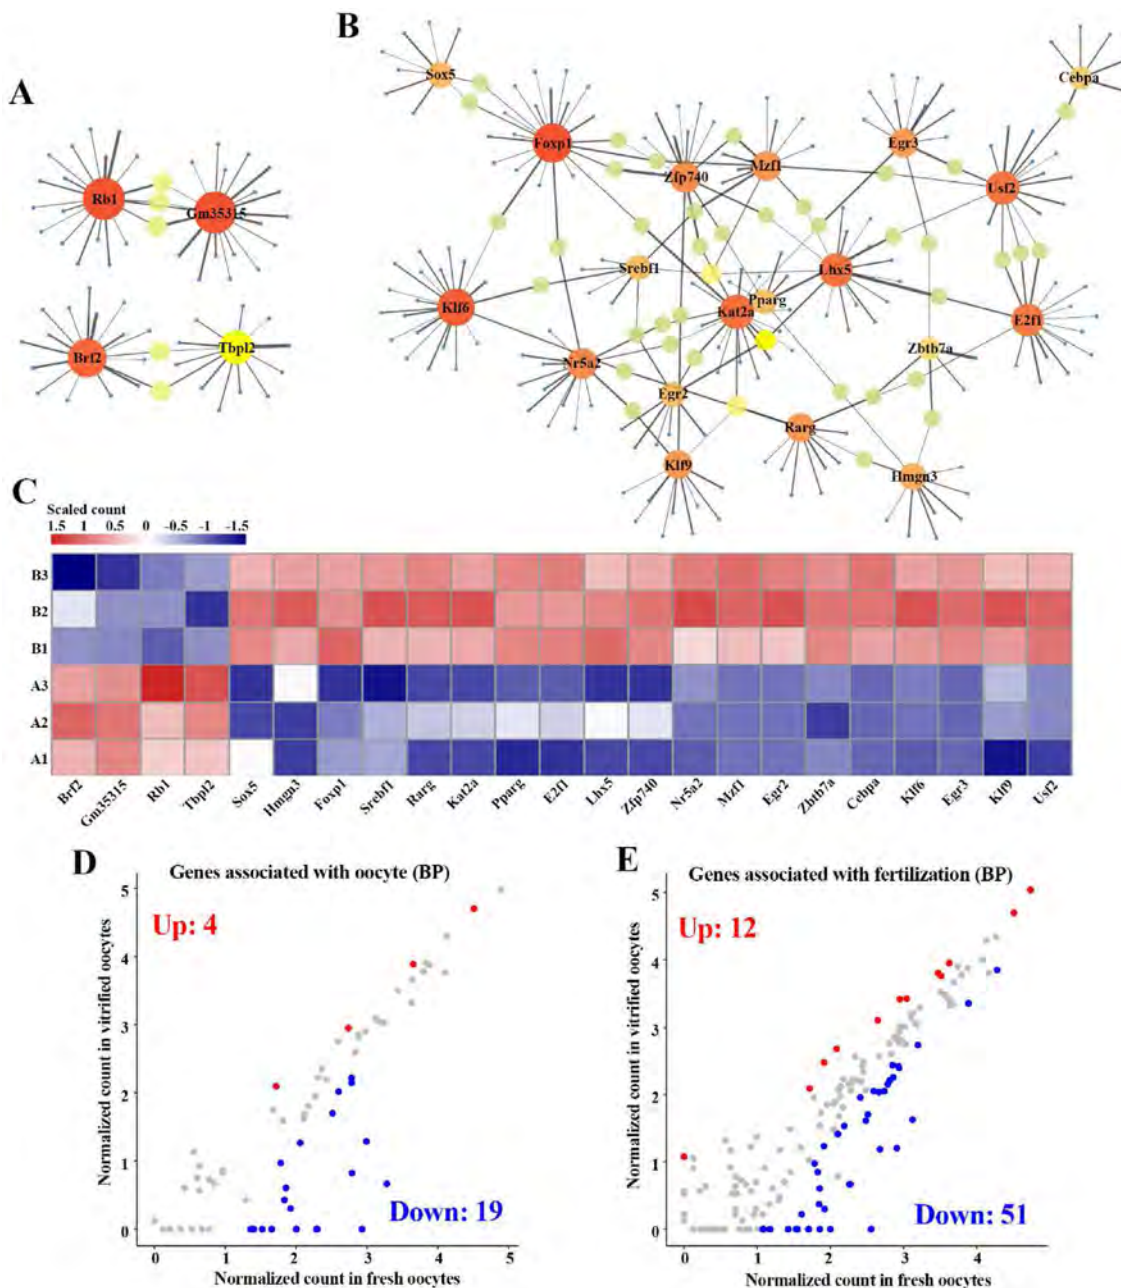 A
Rb1
Gm35315
Brf2
Tbpl2
B
Sox5
Cebpa
Foxp1
Egr3
Zfp740
Mzf1
Usf2
Srebf1
Lhx5
Klf6
Pparg
Kat2a
E2f1
Nr5a2
Zbtb7a
Egr2
Rarg
Klf9
Hmgn3
C
Scaled count
1.5 1 0.5 0 -0.5 -1 -1.5
B3
B2
B1
A3
A2
A1
Brf2 Gm35315 Rb1 Tbpl2 Sox5 Hmgn3 Foxp1 Srebf1 Rarg Kat2a Pparg E2f1 Lhx5 Zfp740 Nr5a2 Mzf1 Egr2 Zbtb7a Cebpa Klf6 Egr3 Klf9 Usf2
D
Genes associated with oocyte (BP)
Up: 4
Down: 19
Normalized count in vitrified oocytes
5
4
3
2
1
0
0 1 2 3 4 5
Normalized count in fresh oocytes
E
Genes associated with fertilization (BP)
Up: 12
Down: 51
Normalized count in vitrified oocytes
5
4
3
2
1
0
0 1 2 3 4
Normalized count in fresh oocytes